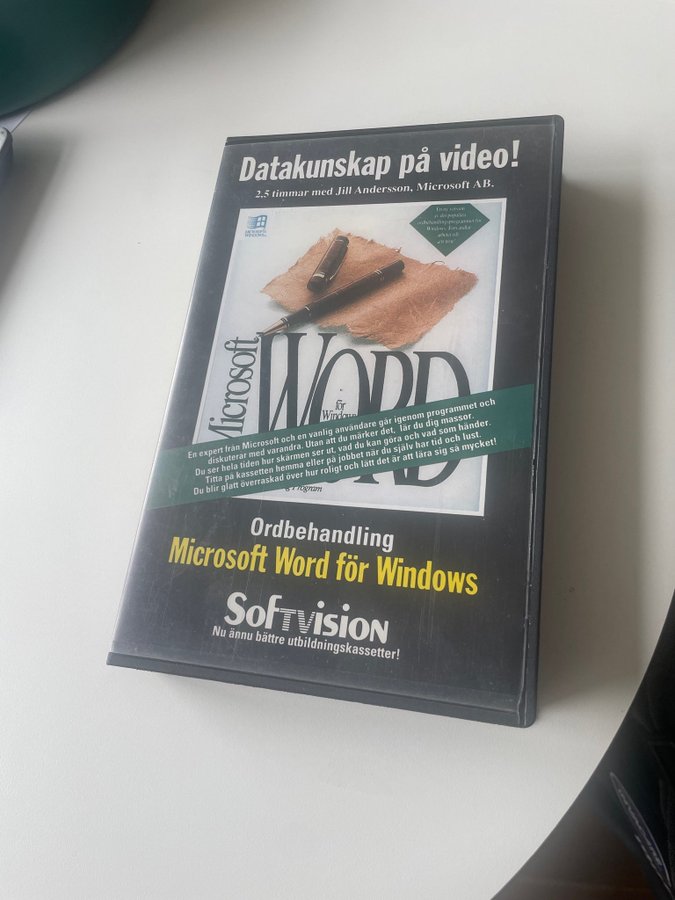 Datakunskap på video!
2,5 timmar med Jill Andersson, Microsoft AB.
MICROSOFT
WINDOWS
Microsoft
WORD
för
Windows
En expert från Microsoft och en vanlig användare går igenom programmet och
diskuterar med varandra. Utan att du märker det, lär du dig massor.
Du ser hela tiden hur skärmen ser ut, vad du kan göra och vad som händer.
Titta på kassetten hemma eller på jobbet när du själv har tid och lust.
Du blir glatt överraskad över hur roligt och lätt det är att lära sig så mycket!
Program
Ordbehandling
Microsoft Word för Windows
SofTVision
Nu ännu bättre utbildningskassetter!